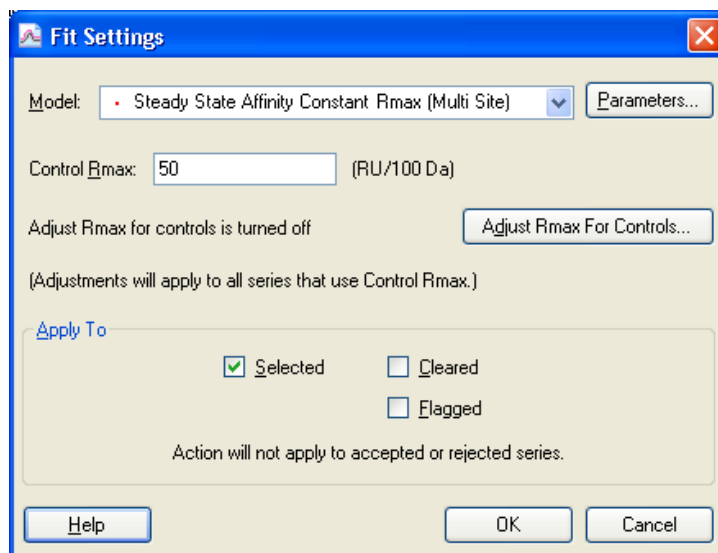 Fit Settings
Model: Steady State Affinity Constant Rmax (Multi Site) Parameters...
Control Rmax: 50 (RU/100 Da)
Adjust Rmax for controls is turned off Adjust Rmax For Controls...
(Adjustments will apply to all series that use Control Rmax.)
Apply To
Selected Cleared
Flagged
Action will not apply to accepted or rejected series.
Help OK Cancel